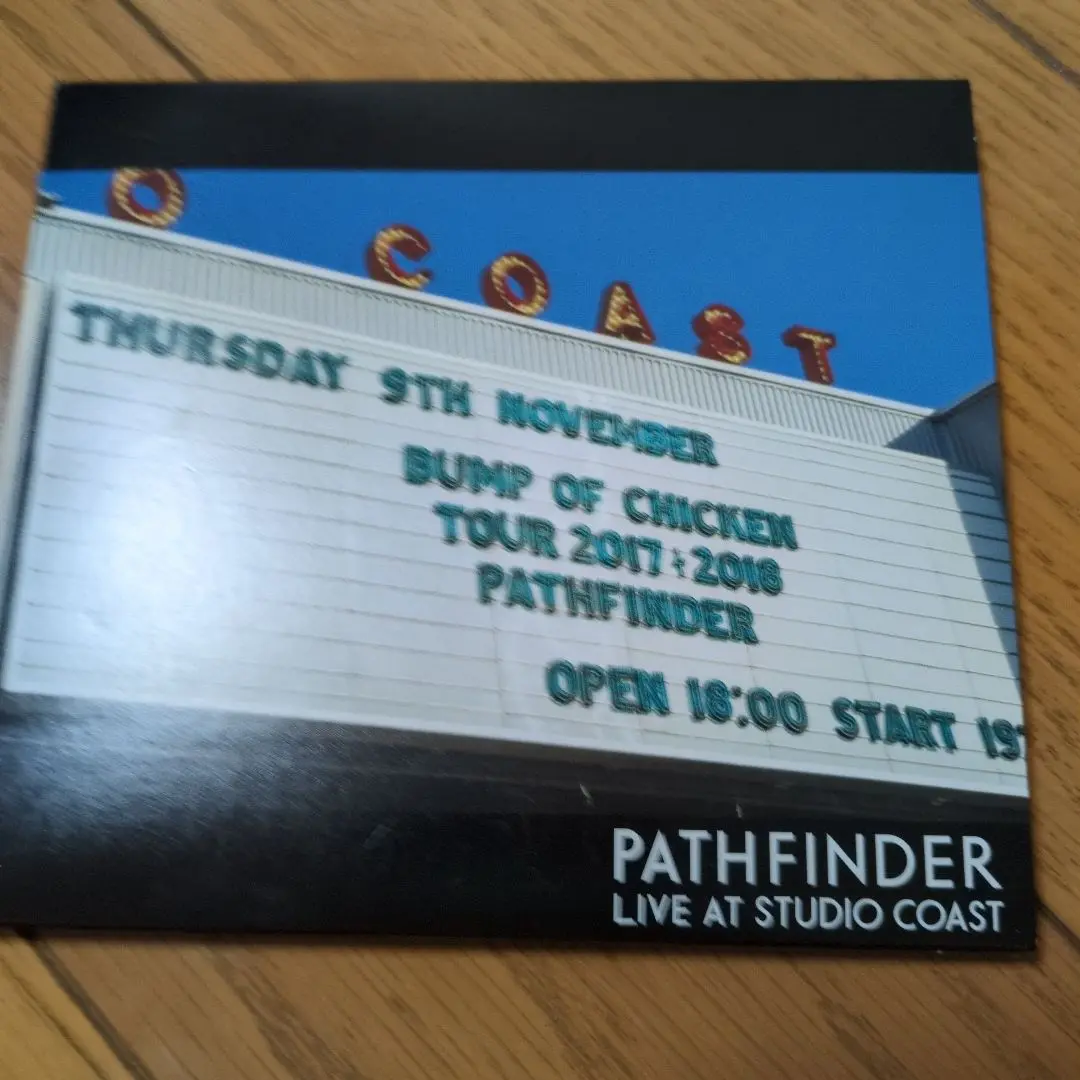 O COAST
THURSDAY 9TH NOVEMBER
BUMP OF CHICKEN
TOUR 2017-2018
PATHFINDER
OPEN 18:00 START 19:
PATHFINDER
LIVE AT STUDIO COAST